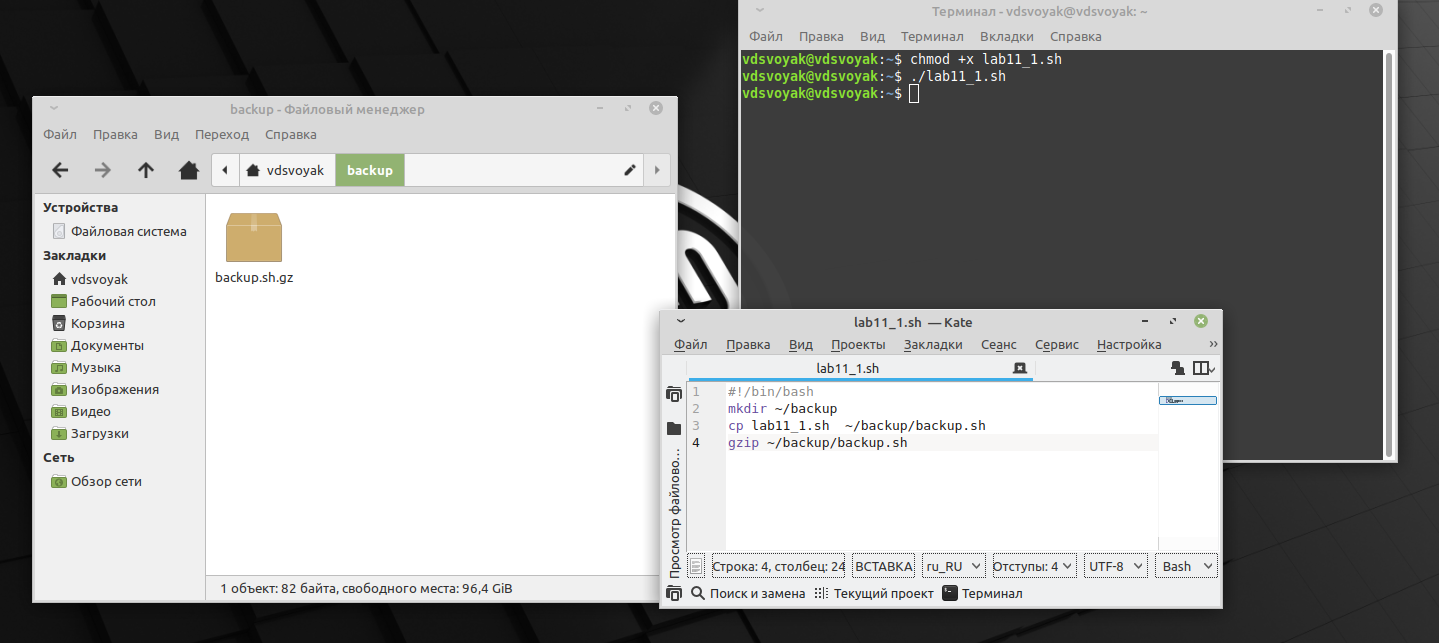 Терминал - vdsvoyak@vdsvoyak: ~
Файл Правка Вид Терминал Вкладки Справка
vdsvoyak@vdsvoyak:~$ chmod +x lab11_1.sh
vdsvoyak@vdsvoyak:~$ ./lab11_1.sh
vdsvoyak@vdsvoyak:~$
backup - Файловый менеджер
Файл Правка Вид Переход Справка
vdsvoyak backup
Устройства
Файловая система
Закладки
vdsvoyak
Рабочий стол
Корзина
Документы
Музыка
Изображения
Видео
Загрузки
Сеть
Обзор сети
backup.sh.gz
1 объект: 82 байта, свободного места: 96,4 GiB
lab11_1.sh — Kate
Файл Правка Вид Проекты Закладки Сеанс Сервис Настройка »
lab11_1.sh
Просмотр файлово...
1 #!/bin/bash
2 mkdir ~/backup
3 cp lab11_1.sh  ~/backup/backup.sh
4 gzip ~/backup/backup.sh
Строка: 4, столбец: 24 ВСТАВКА ru_RU Отступы: 4 UTF-8 Bash
Поиск и замена Текущий проект Терминал